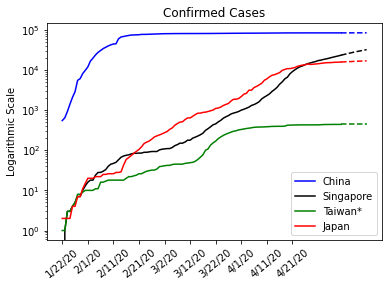 Confirmed Cases
Logarithmic Scale
10⁵
10⁴
10³
10²
10¹
10⁰
China
Singapore
Taiwan*
Japan
1/22/20
2/1/20
2/11/20
2/21/20
3/2/20
3/12/20
3/22/20
4/1/20
4/11/20
4/21/20